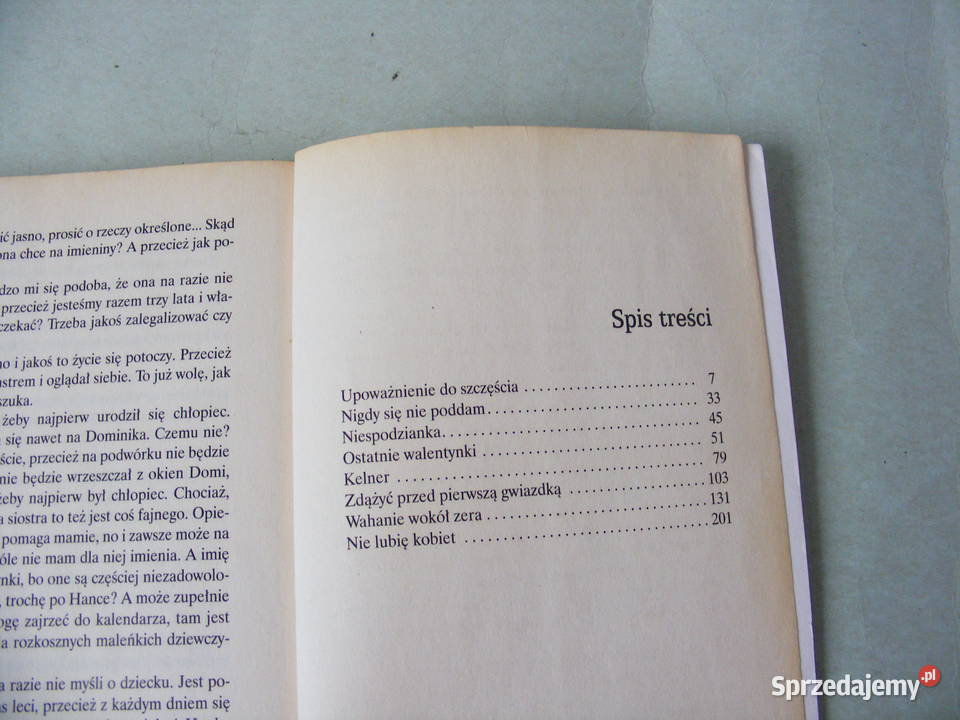 ić jasno, prosić o rzeczy określone... Skąd
ona chce na imieniny? A przecież jak po-
dzo mi się podoba, że ona na razie nie
przecież jesteśmy razem trzy lata i wła-
czekać? Trzeba jakoś zalegalizować czy
no i jakoś to życie się potoczy. Przecież
ustrem i oglądał siebie. To już wolę, jak
szuka.
żeby najpierw urodził się chłopiec.
się nawet na Dominika. Czemu nie?
ście, przecież na podwórku nie będzie
nie będzie wrzeszczał z okien Domi,
żeby najpierw był chłopiec. Chociaż,
a siostra to też jest coś fajnego. Opie-
pomaga mamie, no i zawsze może na
óle nie mam dla niej imienia. A imię
ynki, bo one są częściej niezadowolo-
, trochę po Hance? A może zupełnie
ogę zajrzeć do kalendarza, tam jest
a rozkosznych maleńkich dziewczy-
a razie nie myśli o dziecku. Jest po-
as leci, przecież z każdym dniem się
Spis treści
Upoważnienie do szczęścia ........................ 7
Nigdy się nie poddam............................. 33
Niespodzianka................................... 45
Ostatnie walentynki .............................. 51
Kelner ......................................... 79
Zdążyć przed pierwszą gwiazdką ...................103
Wahanie wokół zera ..............................131
Nie lubię kobiet .................................201
Sprzedajemy.pl